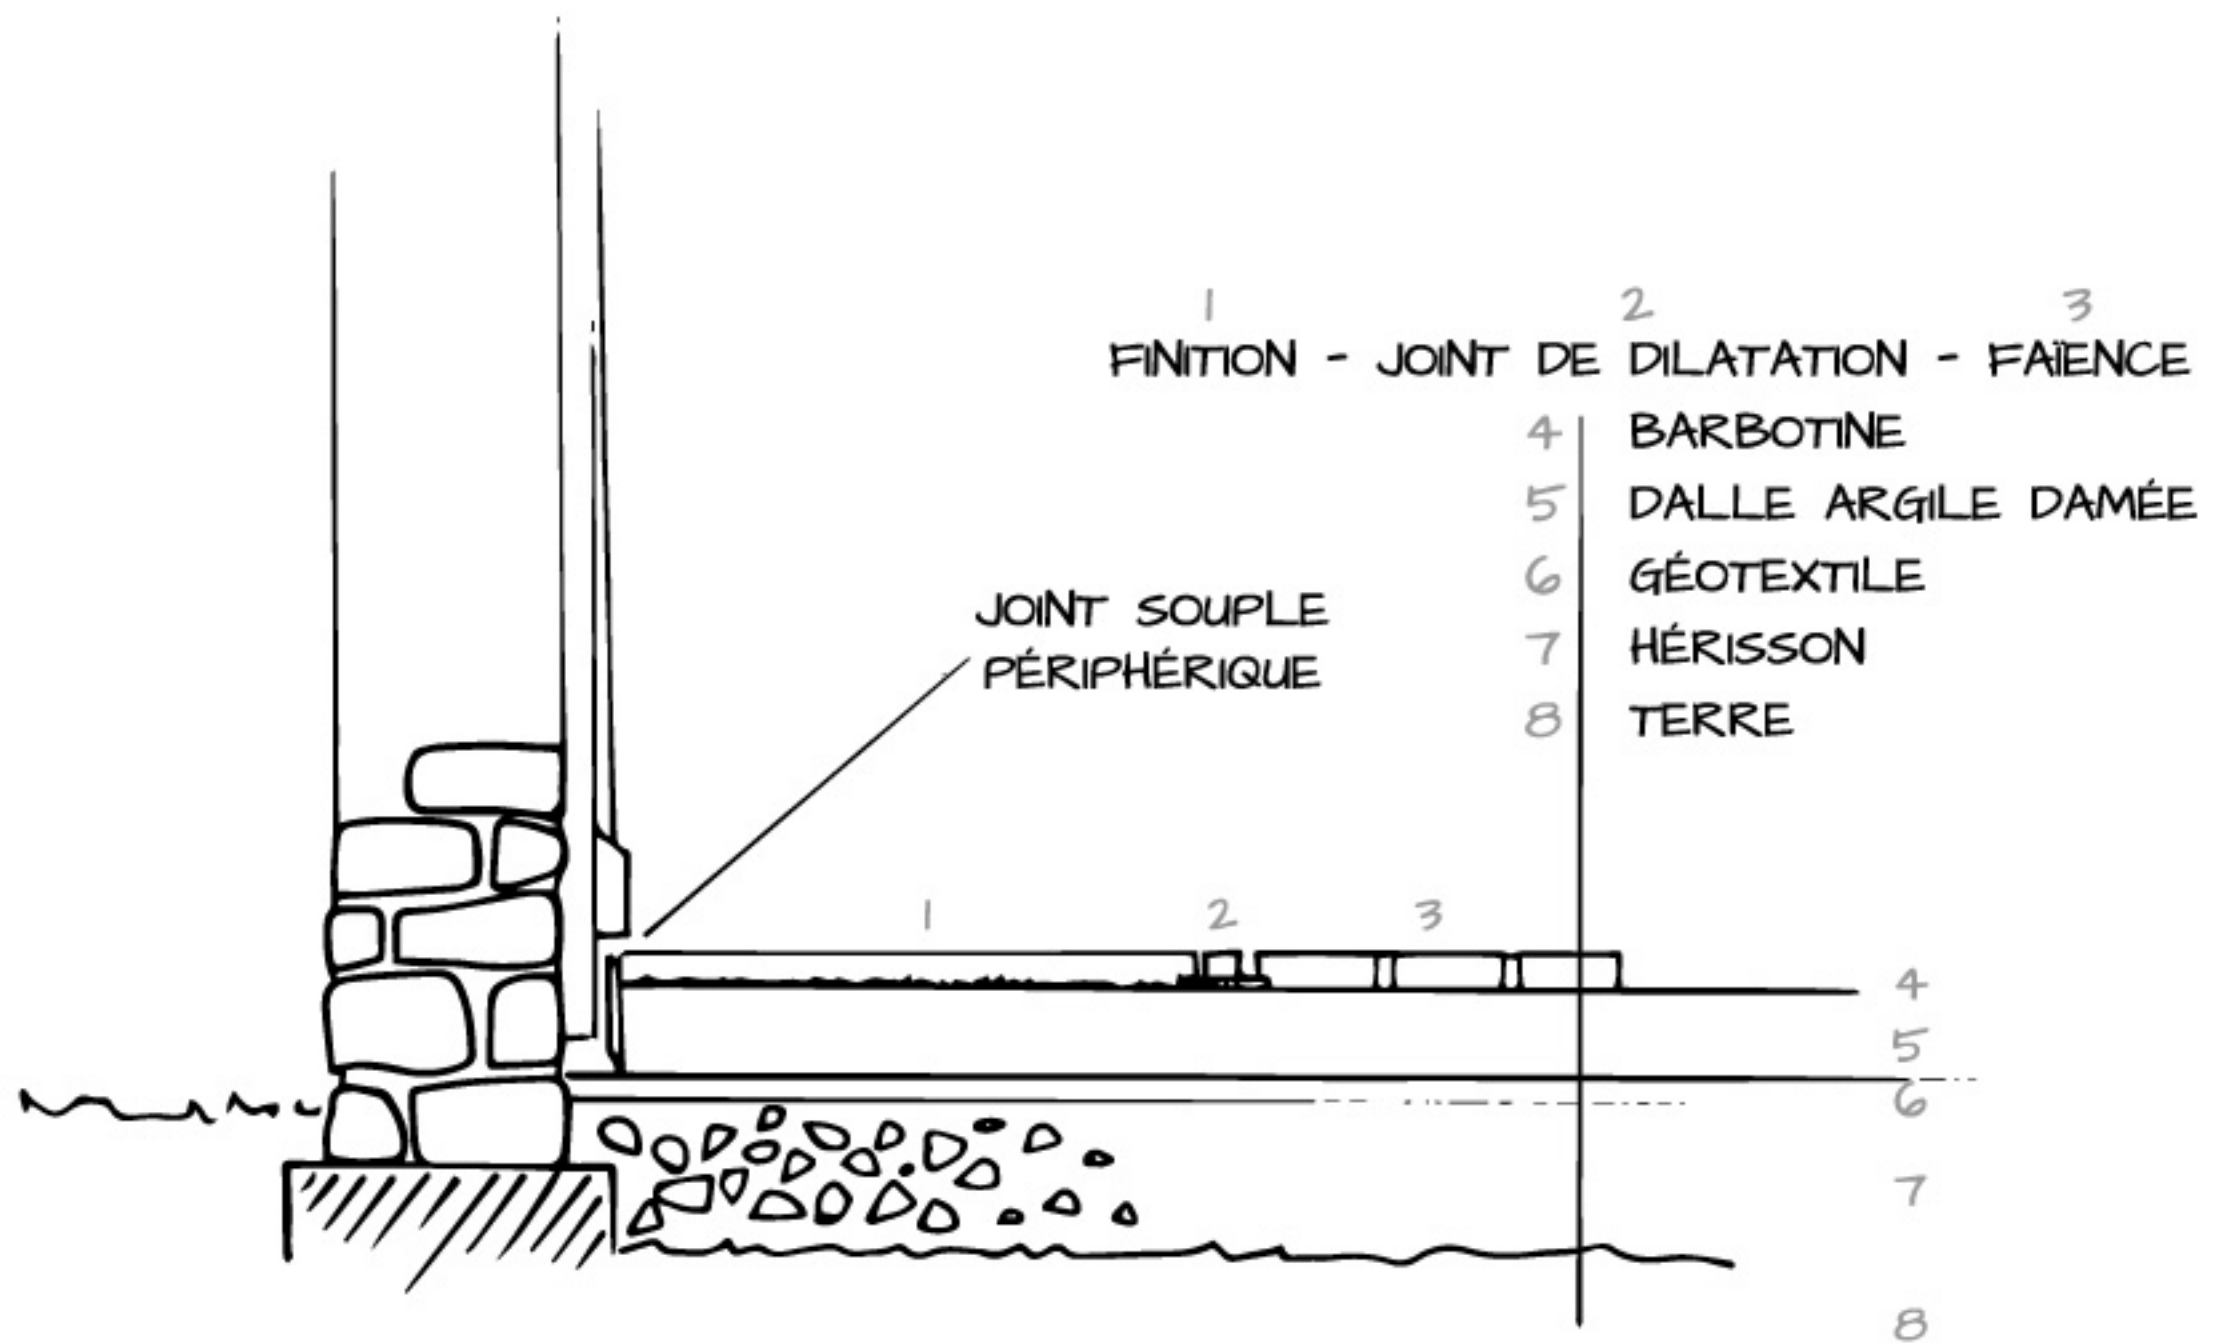 1 2 3
FINITION - JOINT DE DILATATION - FAÏENCE
4 BARBOTINE
5 DALLE ARGILE DAMÉE
6 GÉOTEXTILE
7 HÉRISSON
8 TERRE
JOINT SOUPLE
PÉRIPHÉRIQUE
1 2 3
4
5
6
7
8